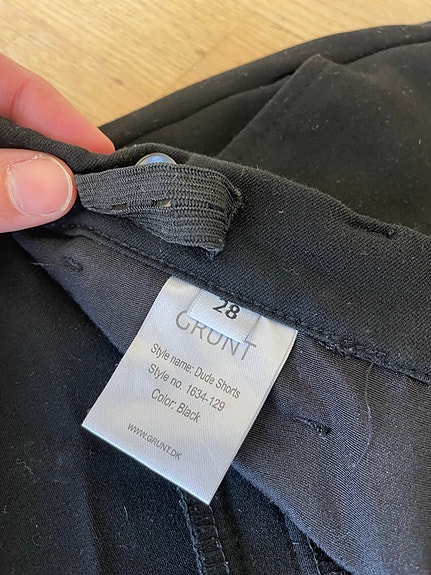 28
GRUNT
Style name: Dude Shorts
Style no. 1634-129
Color: Black
WWW.GRUNT.DK